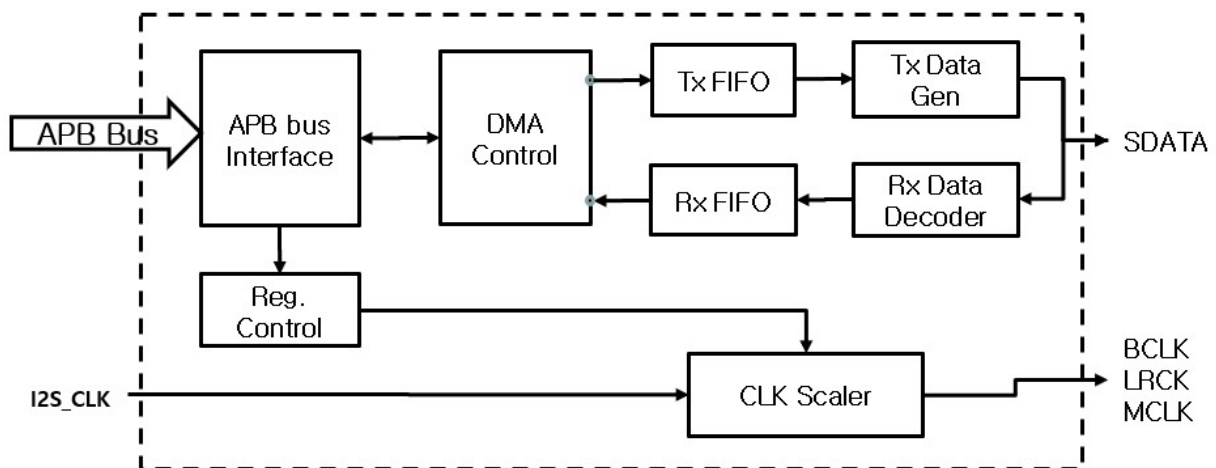 APB Bus
APB bus
Interface
DMA
Control
Tx FIFO
Tx Data
Gen
SDATA
Rx FIFO
Rx Data
Decoder
Reg.
Control
I2S_CLK
CLK Scaler
BCLK
LRCK
MCLK